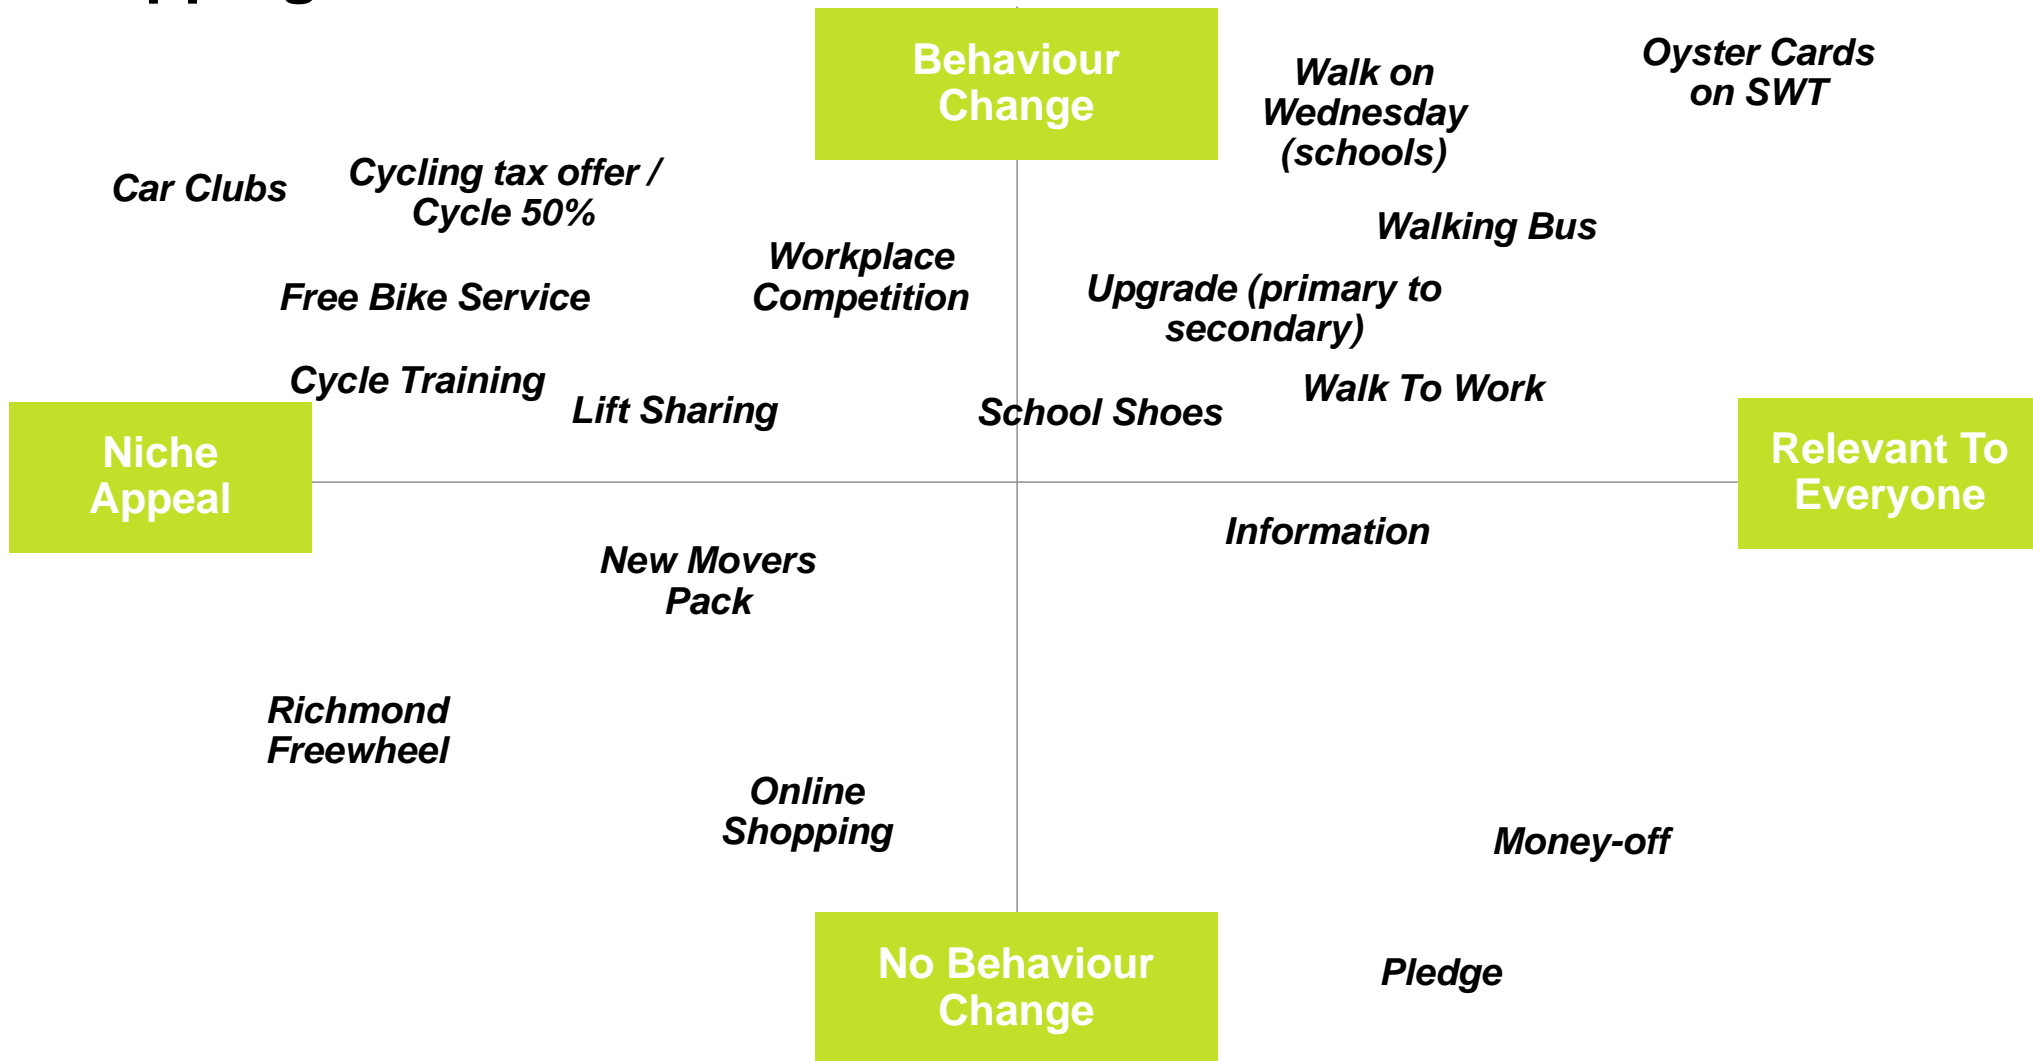 Behaviour
Change
Walk on
Wednesday
(schools)
Oyster Cards
on SWT
Car Clubs
Cycling tax offer /
Cycle 50%
Walking Bus
Workplace
Competition
Free Bike Service
Upgrade (primary to
secondary)
Cycle Training
Lift Sharing
School Shoes
Walk To Work
Niche
Appeal
Relevant To
Everyone
Information
New Movers
Pack
Richmond
Freewheel
Online
Shopping
Money-off
No Behaviour
Change
Pledge